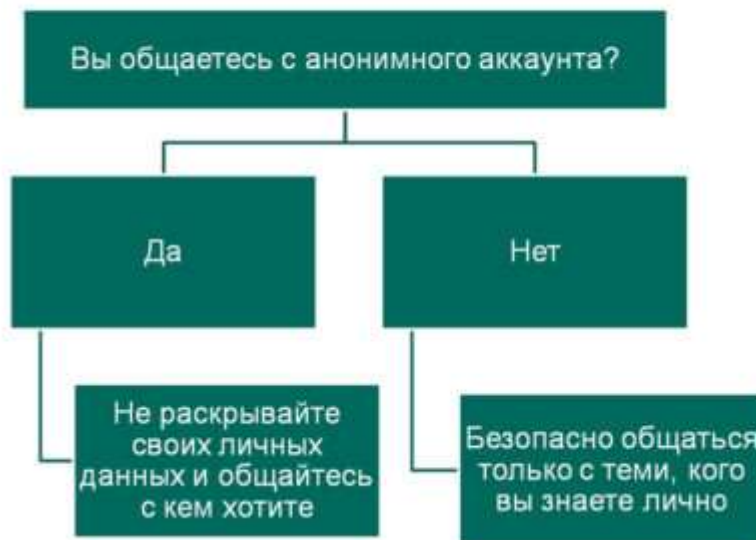 Вы общаетесь с анонимного аккаунта?
Да
Нет
Не раскрывайте
своих личных
данных и общайтесь
с кем хотите
Безопасно общаться
только с теми, кого
вы знаете лично